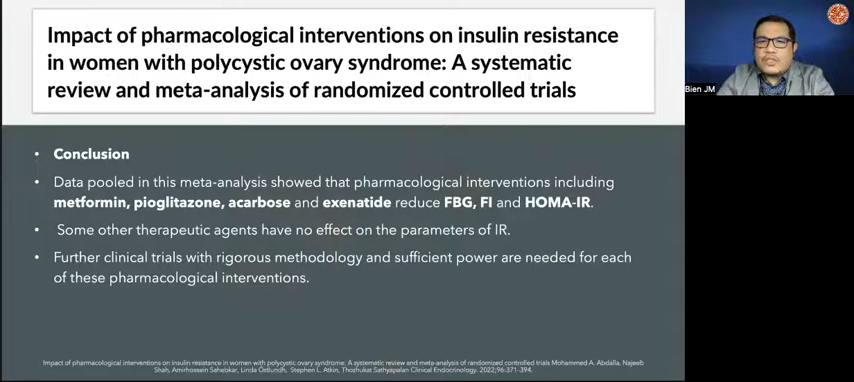 Impact of pharmacological interventions on insulin resistance
in women with polycystic ovary syndrome: A systematic
review and meta-analysis of randomized controlled trials
Bien JM
• Conclusion
• Data pooled in this meta-analysis showed that pharmacological interventions including
metformin, pioglitazone, acarbose and exenatide reduce FBG, FI and HOMA-IR.
• Some other therapeutic agents have no effect on the parameters of IR.
• Further clinical trials with rigorous methodology and sufficient power are needed for each
of these pharmacological interventions.
Impact of pharmacological interventions on insulin resistance in women with polycystic ovary syndrome: A systematic review and meta-analysis of randomized controlled trials Mohammed A. Abdalla, Najeeb
Shah, Amirhossein Sahebkar, Linda Östlundh, Stephen L. Atkin, Thozhukat Sathyapalan Clinical Endocrinology. 2022;96:371-394.